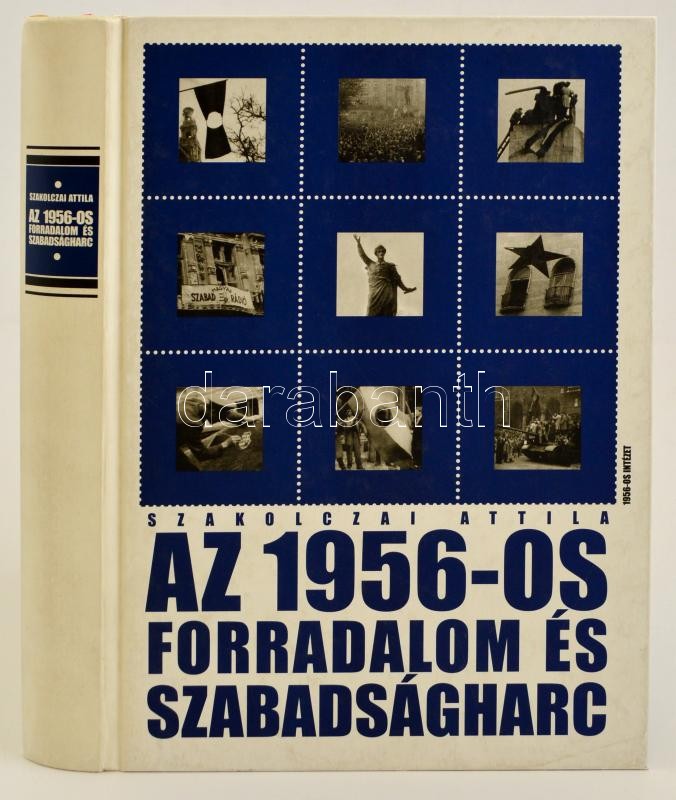 SZAKOLCZAI ATTILA
AZ 1956-OS
FORRADALOM ÉS
SZABADSÁGHARC
MAGYAR
SZABAD RÁDIÓ
darabanth
1956-OS INTÉZET
SZAKOLCZAI ATTILA
AZ 1956-OS
FORRADALOM ÉS
SZABADSÁGHARC